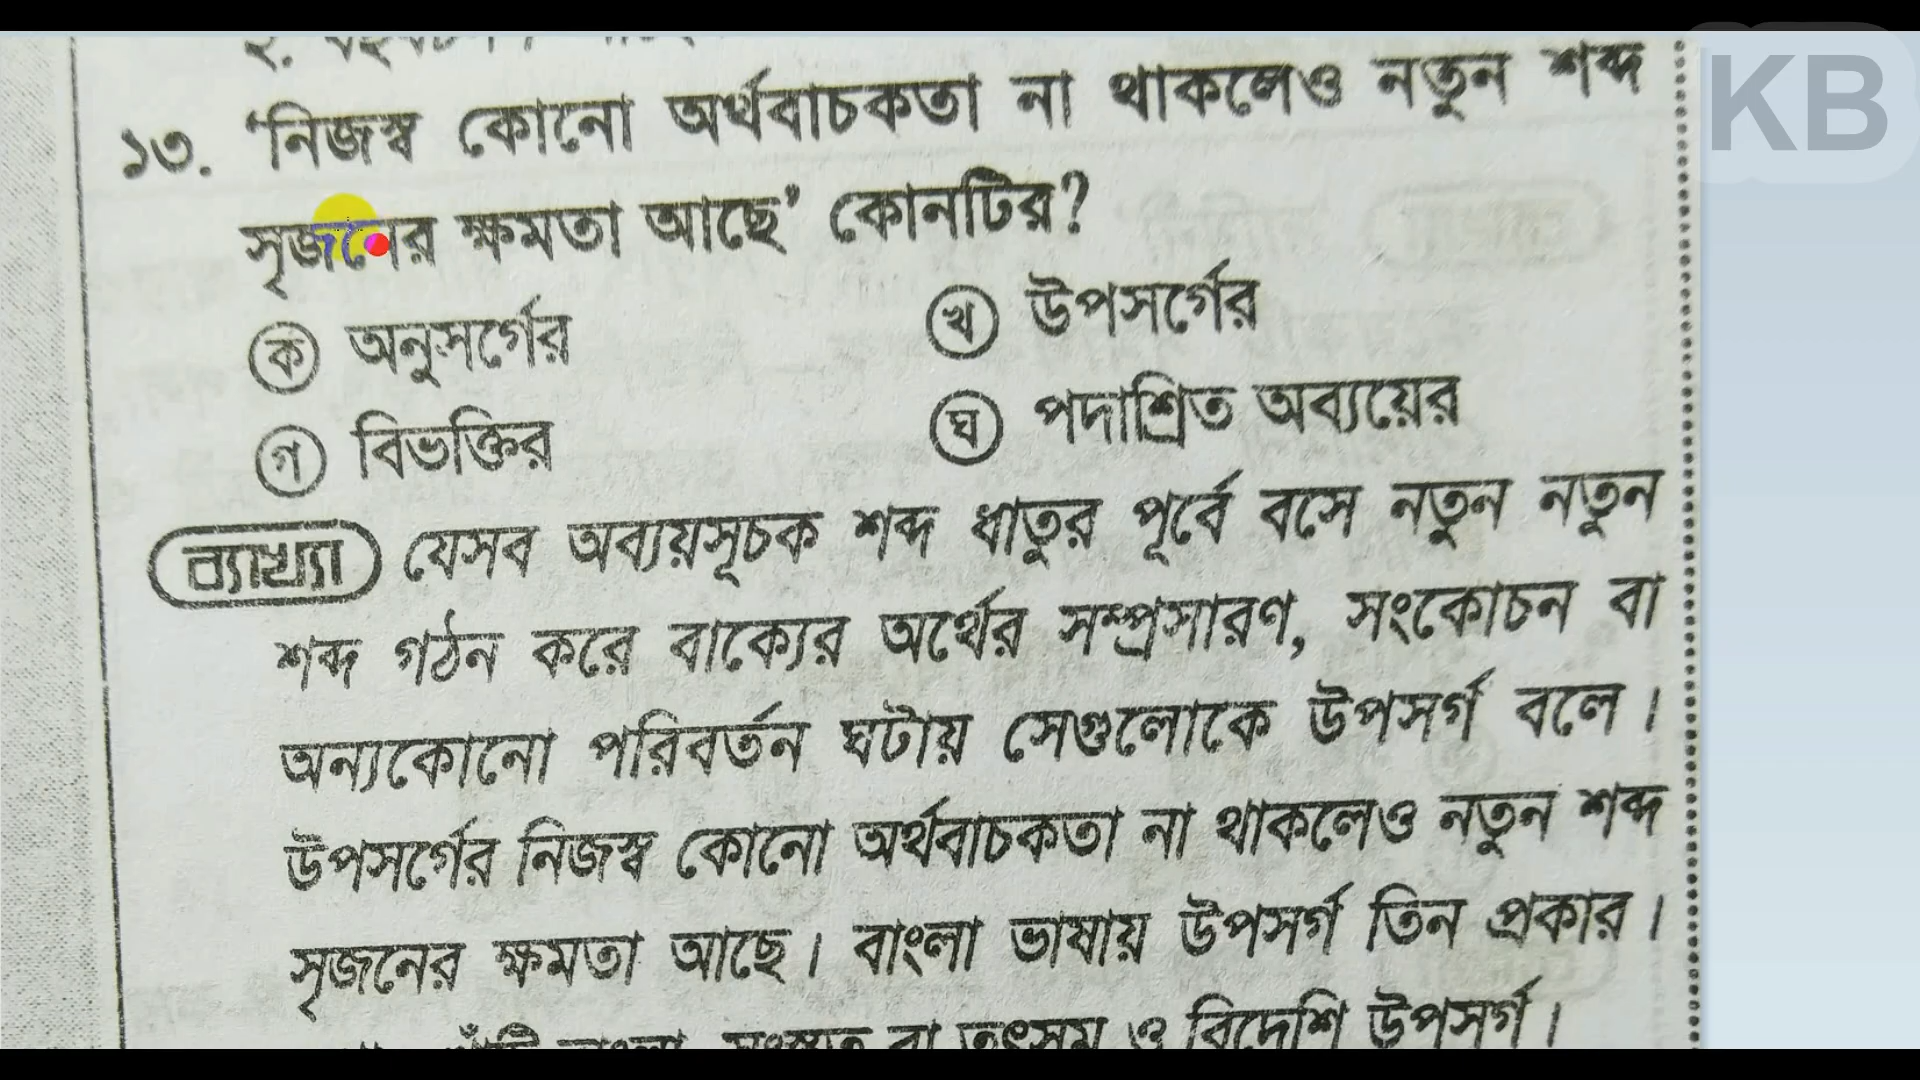 KB
১৩. ‘নিজস্ব কোনো অর্থবাচকতা না থাকলেও নতুন শব্দ
সৃজনের ক্ষমতা আছে’ কোনটির?
ক অনুসর্গের
খ উপসর্গের
গ বিভক্তির
ঘ পদাশ্রিত অব্যয়ের
ব্যাখ্যা যেসব অব্যয়সূচক শব্দ ধাতুর পূর্বে বসে নতুন নতুন
শব্দ গঠন করে বাক্যের অর্থের সম্প্রসারণ, সংকোচন বা
অন্যকোনো পরিবর্তন ঘটায় সেগুলোকে উপসর্গ বলে।
উপসর্গের নিজস্ব কোনো অর্থবাচকতা না থাকলেও নতুন শব্দ
সৃজনের ক্ষমতা আছে। বাংলা ভাষায় উপসর্গ তিন প্রকার।
বাংলা, সংস্কৃত বা তৎসম ও বিদেশি উপসর্গ।